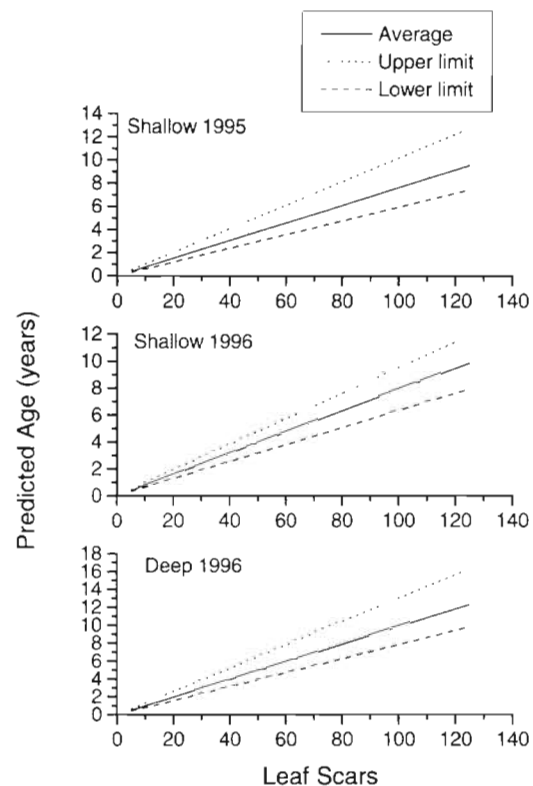 Average
Upper limit
Lower limit
Shallow 1995
14
12
10
8
6
4
2
0
0 20 40 60 80 100 120 140
Shallow 1996
12
10
8
6
4
2
0
0 20 40 60 80 100 120 140
Deep 1996
18
16
14
12
10
8
6
4
2
0
0 20 40 60 80 100 120 140
Predicted Age (years)
Leaf Scars